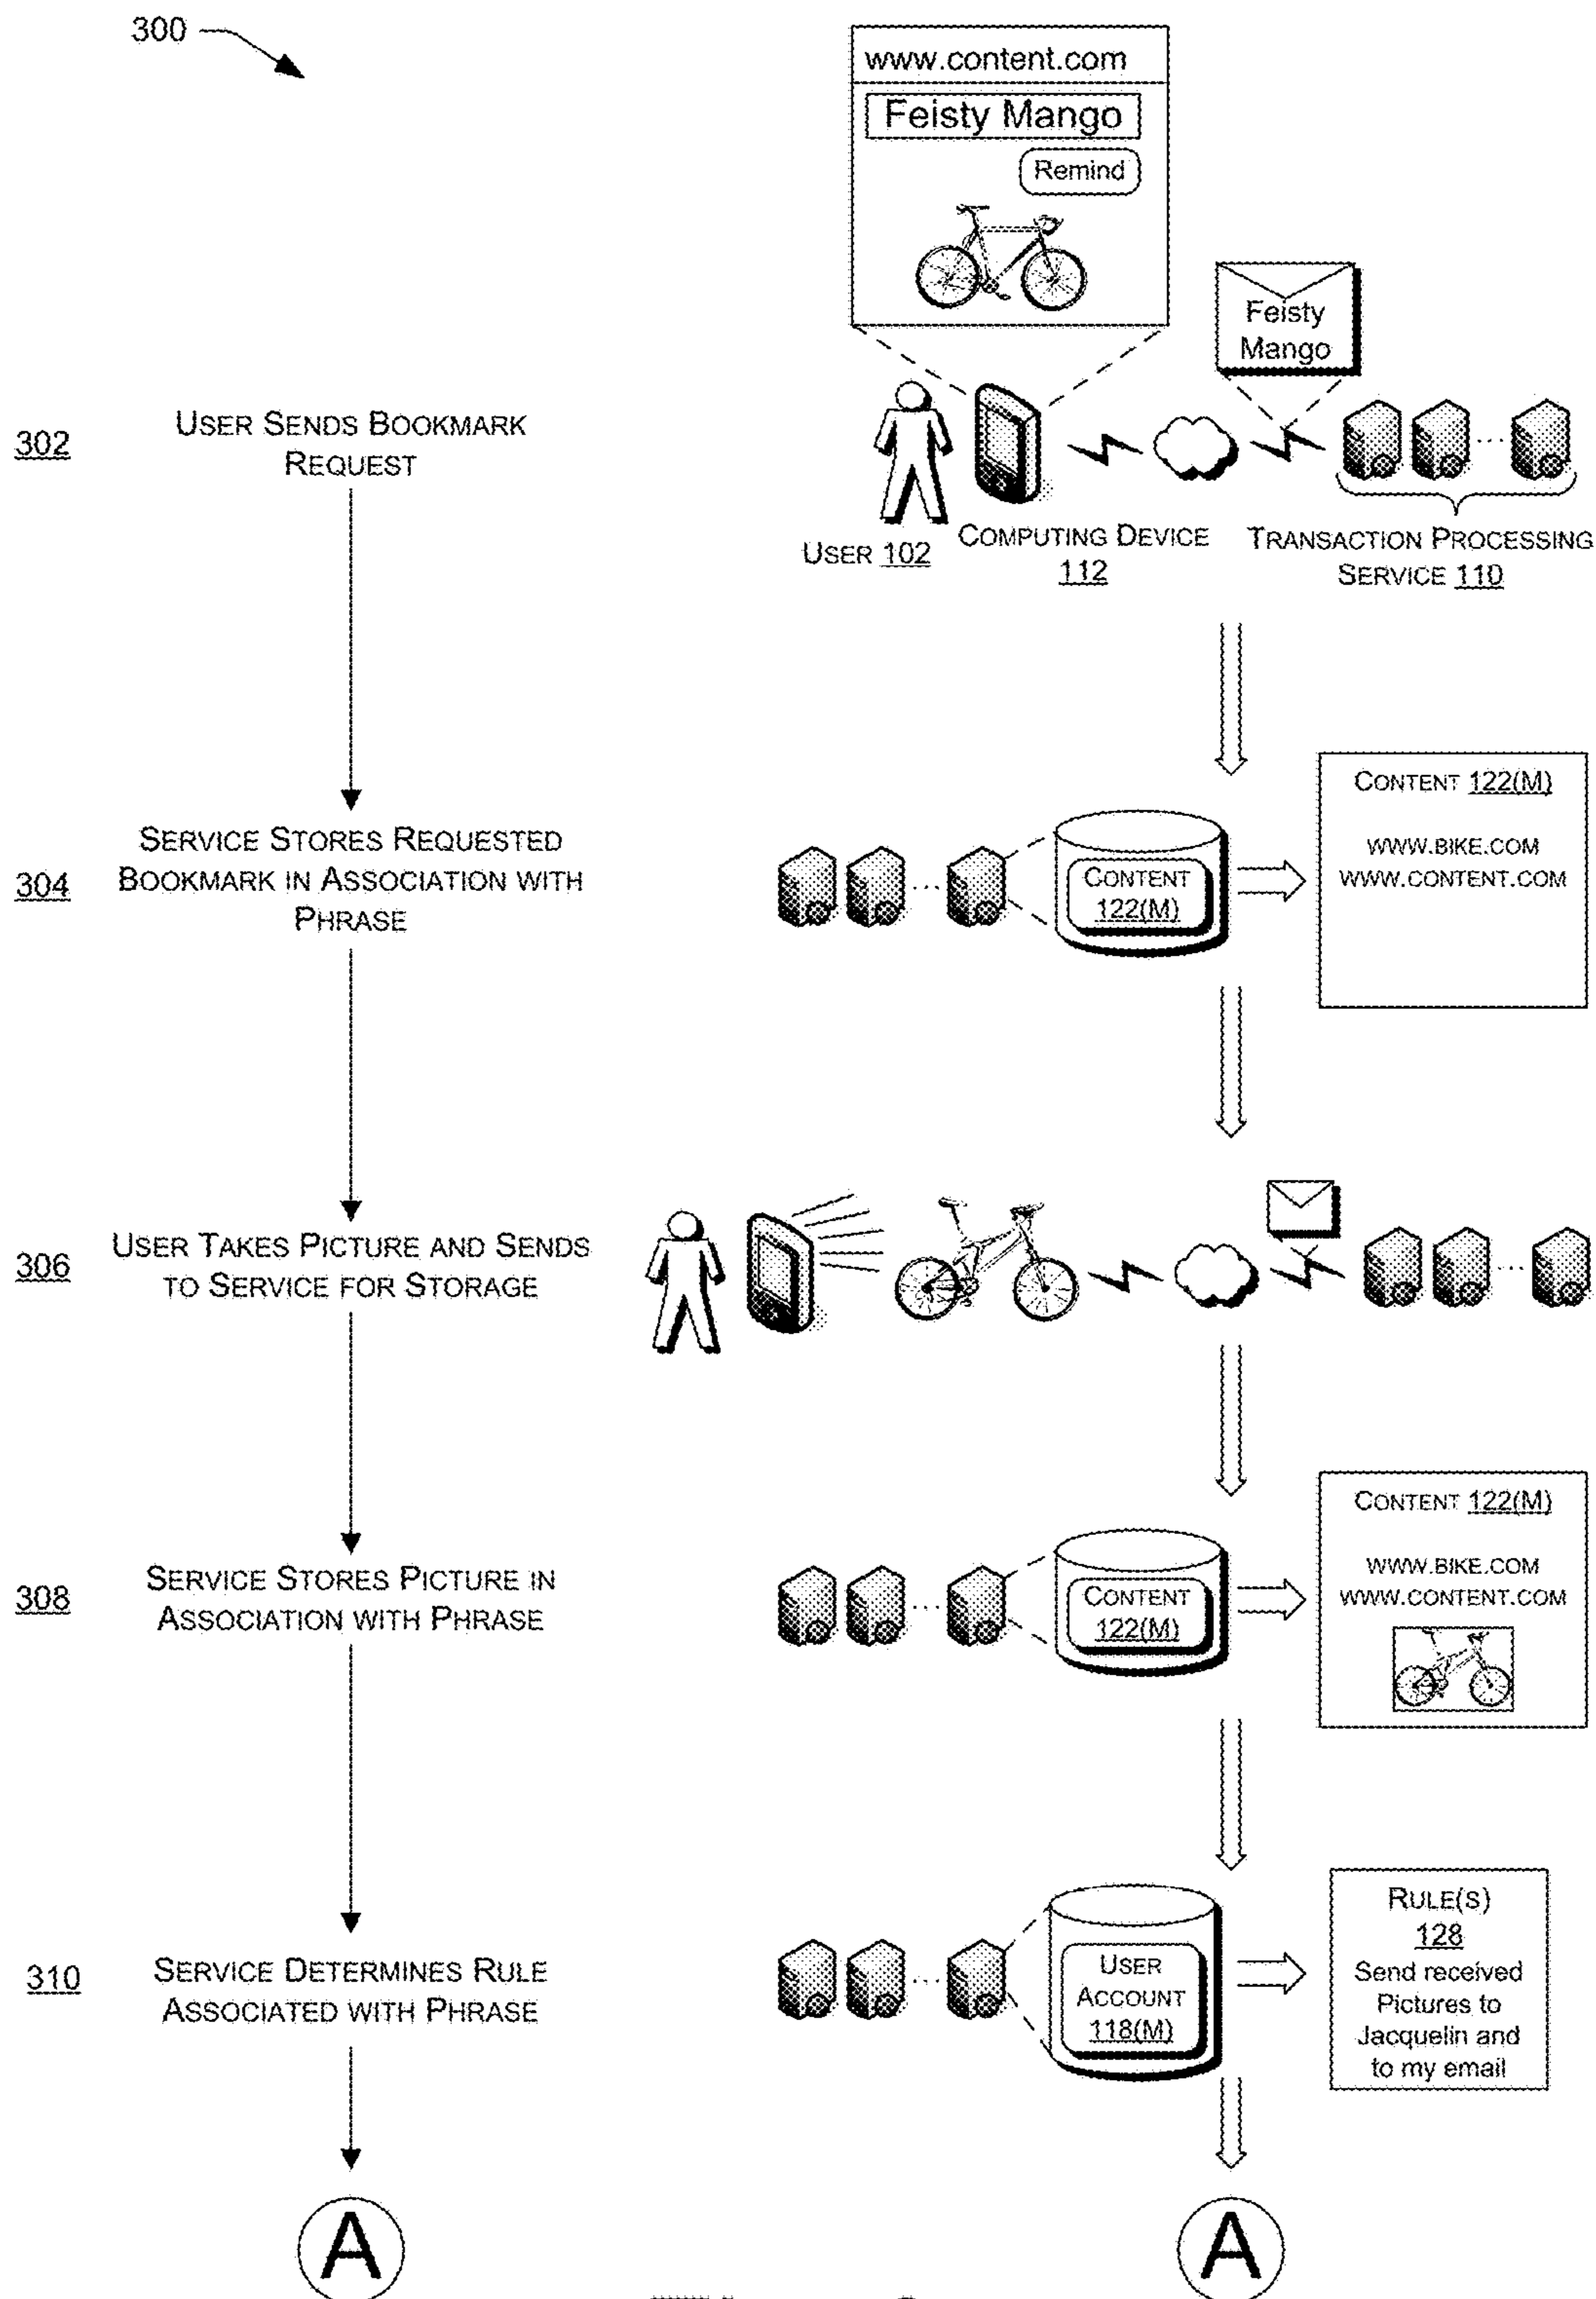 300
www.content.com
Feisty Mango
Remind
Feisty
Mango
302
USER SENDS BOOKMARK
REQUEST
USER 102
COMPUTING DEVICE
112
TRANSACTION PROCESSING
SERVICE 110
304
SERVICE STORES REQUESTED
BOOKMARK IN ASSOCIATION WITH
PHRASE
CONTENT
122(M)
CONTENT 122(M)
WWW.BIKE.COM
WWW.CONTENT.COM
306
USER TAKES PICTURE AND SENDS
TO SERVICE FOR STORAGE
308
SERVICE STORES PICTURE IN
ASSOCIATION WITH PHRASE
CONTENT
122(M)
CONTENT 122(M)
WWW.BIKE.COM
WWW.CONTENT.COM
310
SERVICE DETERMINES RULE
ASSOCIATED WITH PHRASE
USER
ACCOUNT
118(M)
RULE(S)
128
Send received
Pictures to
Jacquelin and
to my email
A
A